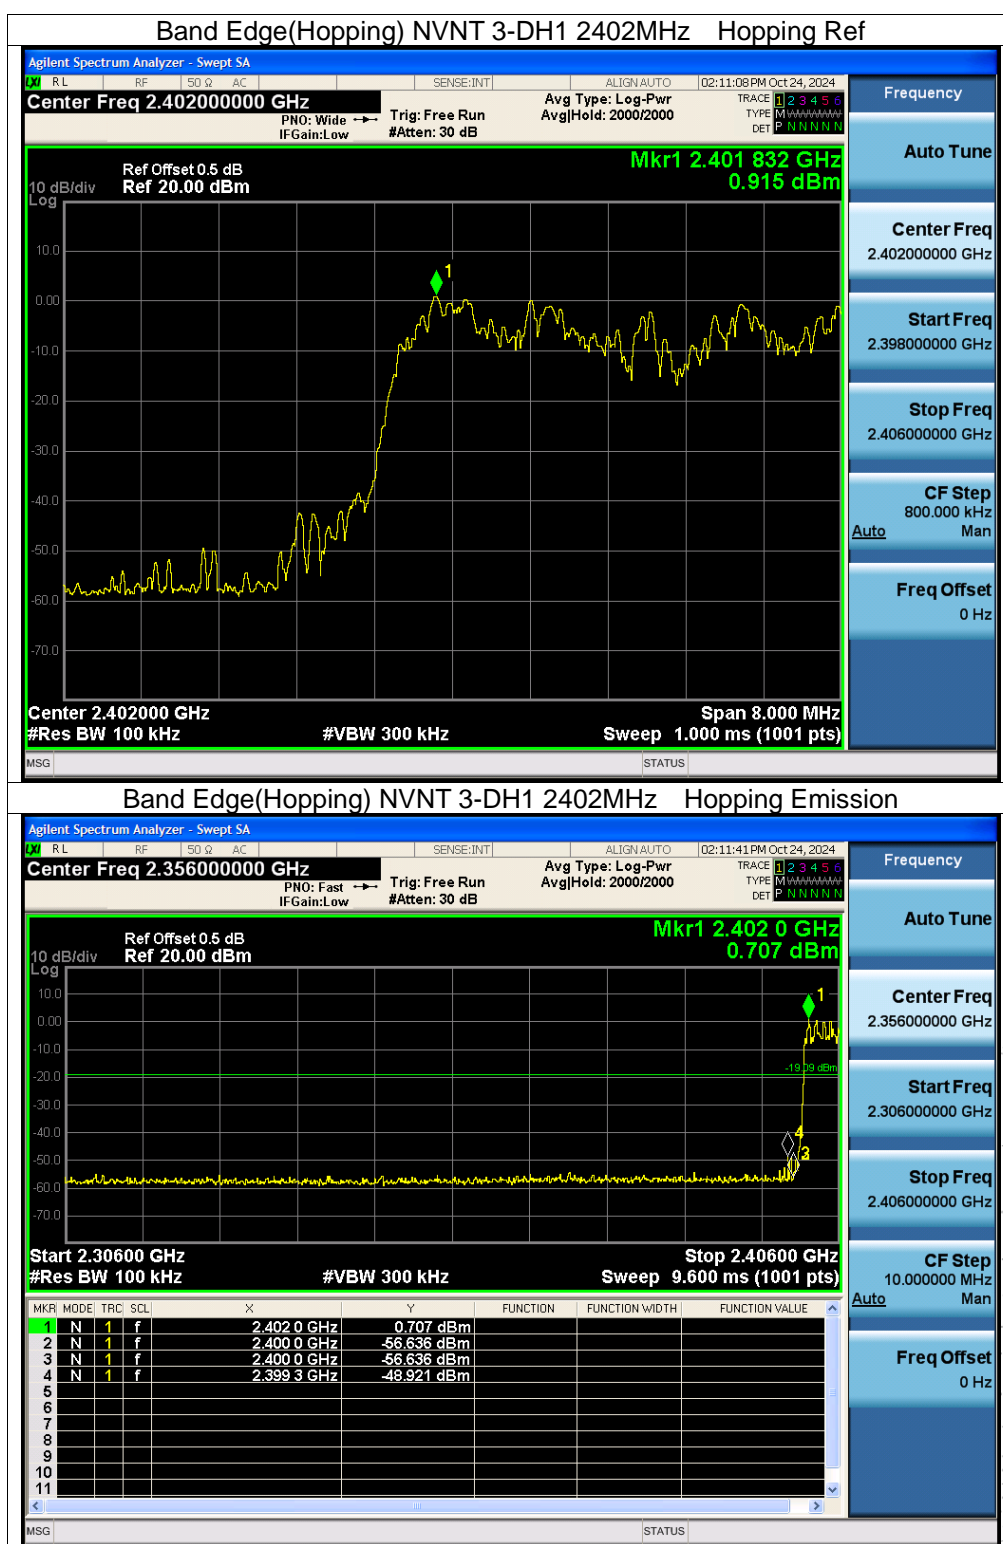 Band Edge(Hopping) NVNT 3-DH1 2402MHz Hopping Ref
Agilent Spectrum Analyzer - Swept SA
LXI RL RF 50 Ω AC SENSE:INT ALIGN AUTO 02:11:08 PM Oct 24, 2024
Center Freq 2.402000000 GHz
PNO: Wide
IFGain:Low
Trig: Free Run
#Atten: 30 dB
Avg Type: Log-Pwr
Avg|Hold: 2000/2000
TRACE 1 2 3 4 5 6
TYPE M WWWWW
DET P N N N N N
Ref Offset 0.5 dB
10 dB/div Ref 20.00 dBm
Log
Mkr1 2.401 832 GHz
0.915 dBm
10.0
0.00
-10.0
-20.0
-30.0
-40.0
-50.0
-60.0
-70.0
1
Center 2.402000 GHz Span 8.000 MHz
#Res BW 100 kHz #VBW 300 kHz Sweep 1.000 ms (1001 pts)
MSG STATUS
Frequency
Auto Tune
Center Freq
2.402000000 GHz
Start Freq
2.398000000 GHz
Stop Freq
2.406000000 GHz
CF Step
800.000 kHz
Auto Man
Freq Offset
0 Hz
Band Edge(Hopping) NVNT 3-DH1 2402MHz Hopping Emission
Agilent Spectrum Analyzer - Swept SA
LXI RL RF 50 Ω AC SENSE:INT ALIGN AUTO 02:11:41 PM Oct 24, 2024
Center Freq 2.356000000 GHz
PNO: Fast
IFGain:Low
Trig: Free Run
#Atten: 30 dB
Avg Type: Log-Pwr
Avg|Hold: 2000/2000
TRACE 1 2 3 4 5 6
TYPE M WWWWW
DET P N N N N N
Ref Offset 0.5 dB
10 dB/div Ref 20.00 dBm
Log
Mkr1 2.402 0 GHz
0.707 dBm
10.0
0.00
-10.0
-20.0
-30.0
-40.0
-50.0
-60.0
-70.0
1
-19.09 dBm
4
3 2
Start 2.30600 GHz Stop 2.40600 GHz
#Res BW 100 kHz #VBW 300 kHz Sweep 9.600 ms (1001 pts)
MKR MODE TRC SCL X Y FUNCTION FUNCTION WIDTH FUNCTION VALUE
1 N 1 f 2.402 0 GHz 0.707 dBm
2 N 1 f 2.400 0 GHz -56.636 dBm
3 N 1 f 2.400 0 GHz -56.636 dBm
4 N 1 f 2.399 3 GHz -48.921 dBm
5
6
7
8
9
10
11
MSG STATUS
Frequency
Auto Tune
Center Freq
2.356000000 GHz
Start Freq
2.306000000 GHz
Stop Freq
2.406000000 GHz
CF Step
10.000000 MHz
Auto Man
Freq Offset
0 Hz